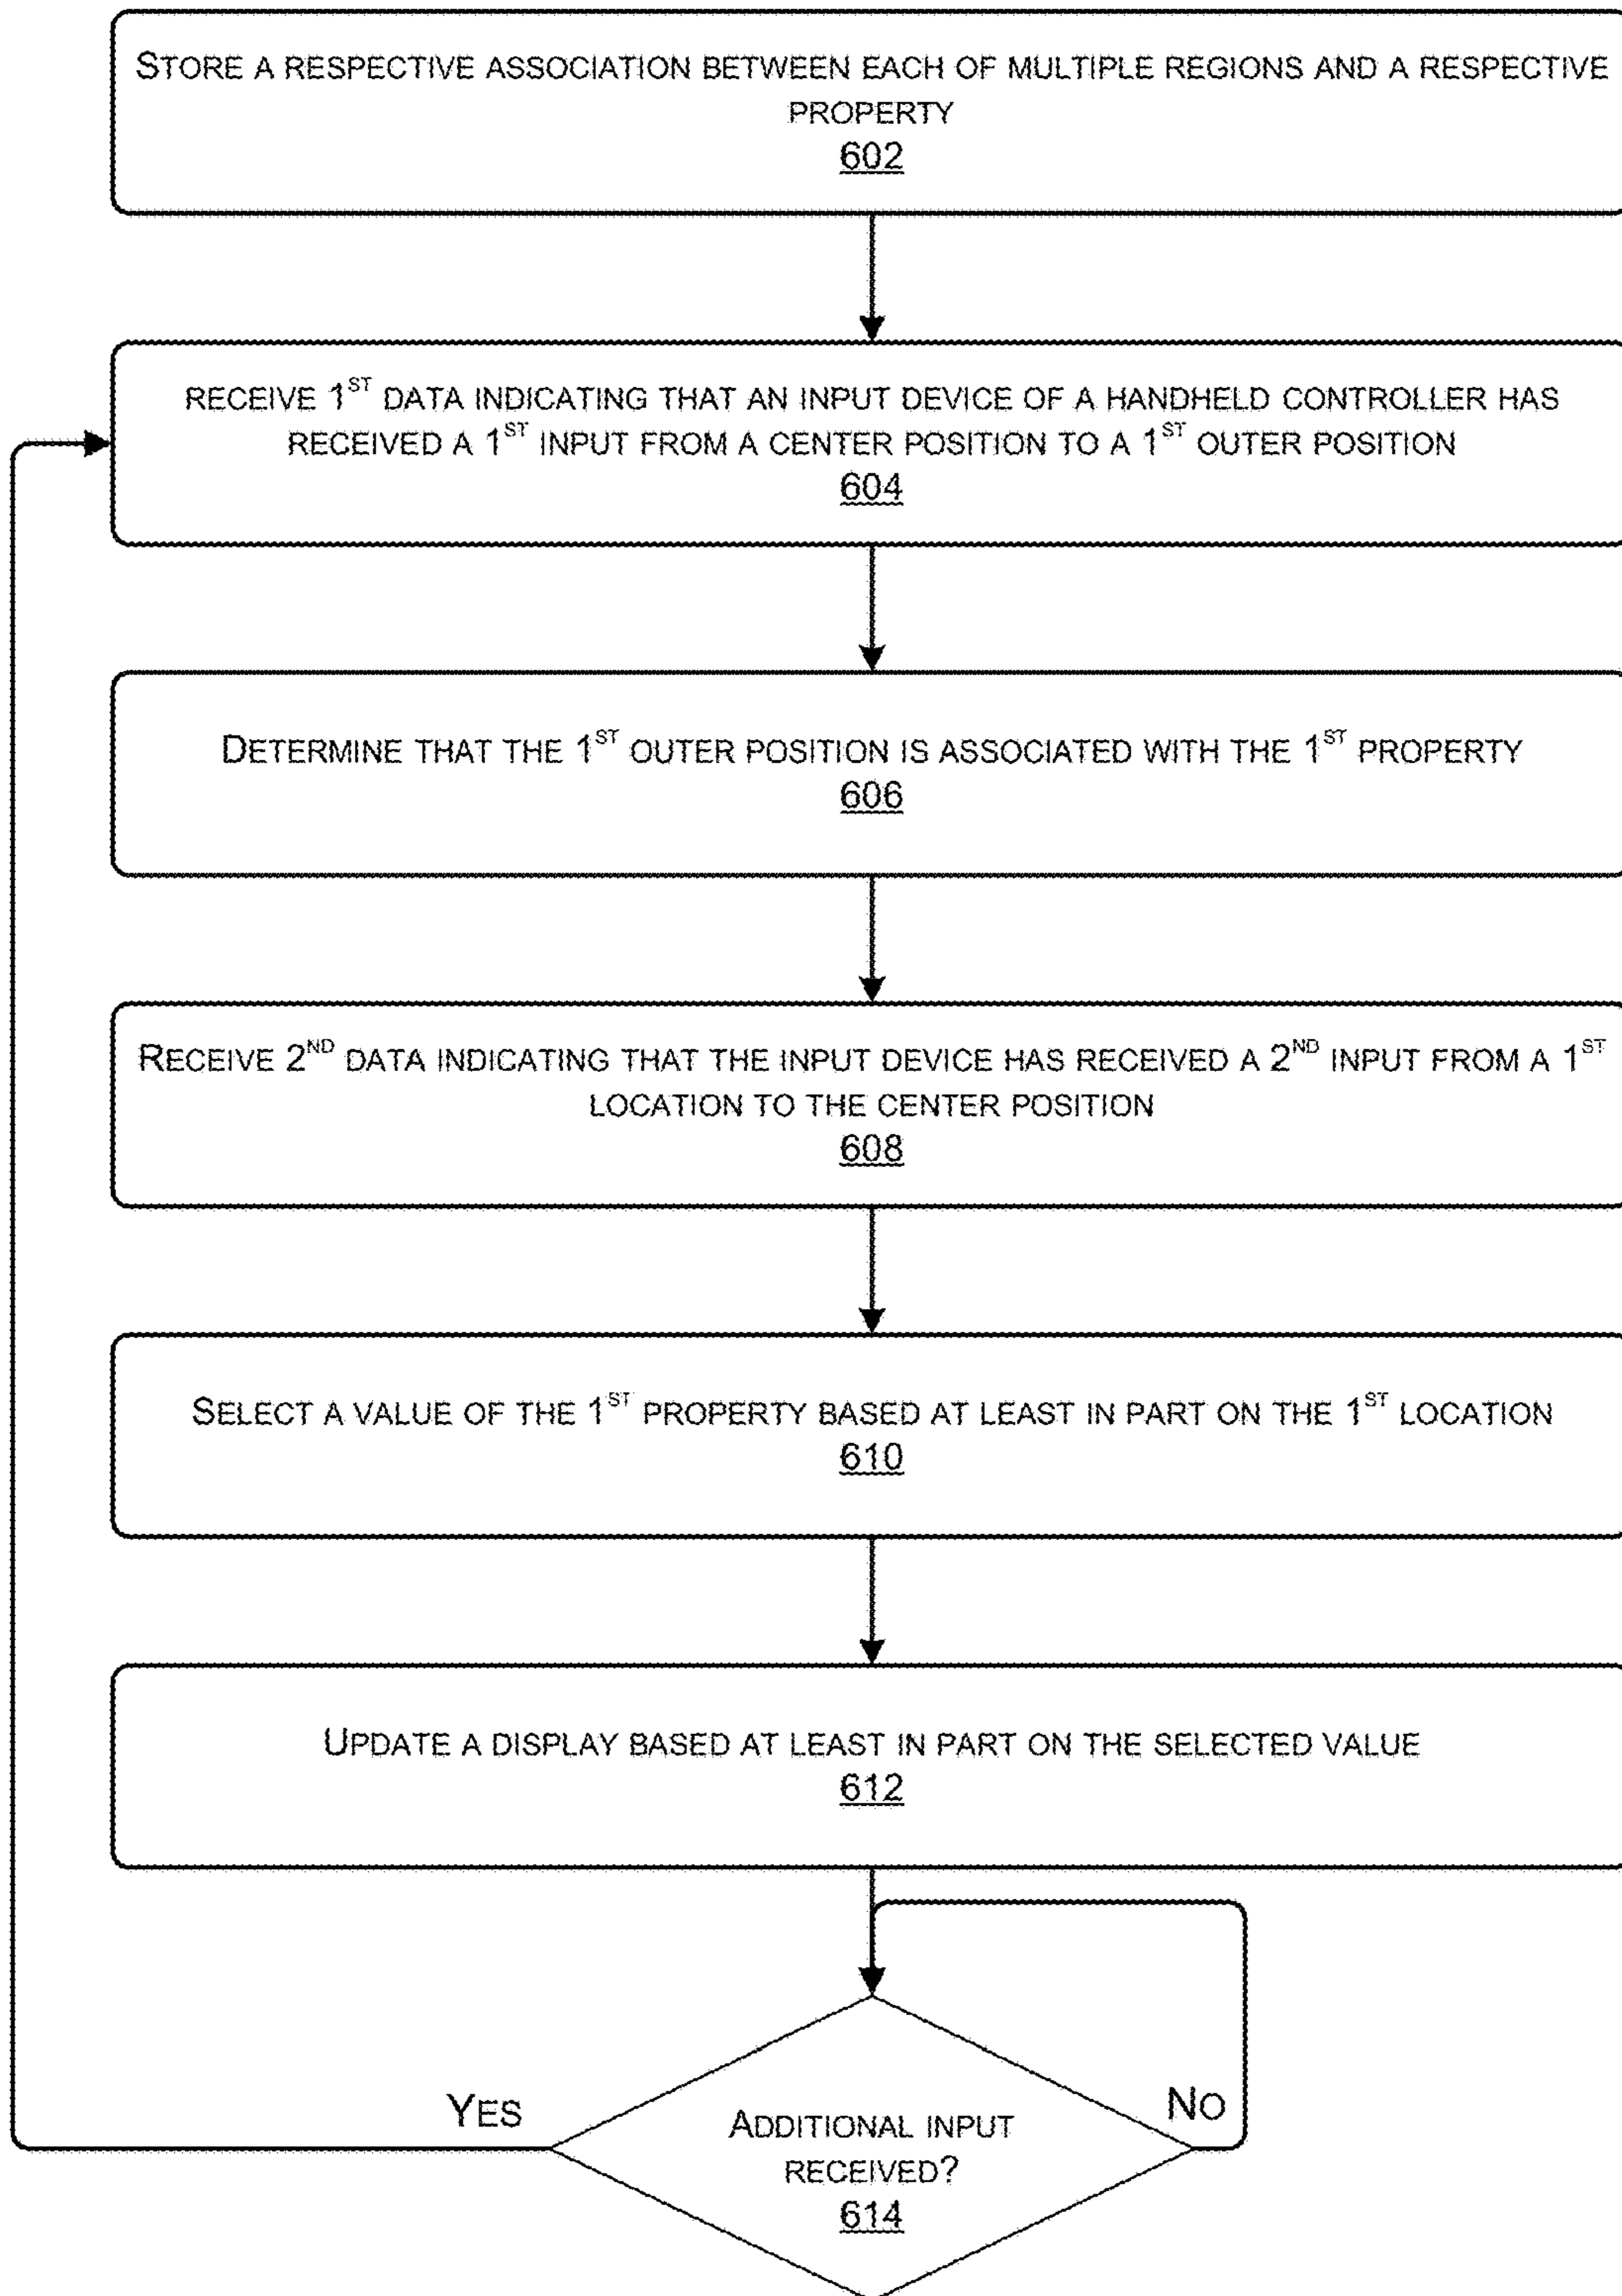 STORE A RESPECTIVE ASSOCIATION BETWEEN EACH OF MULTIPLE REGIONS AND A RESPECTIVE
PROPERTY
602
RECEIVE 1ST DATA INDICATING THAT AN INPUT DEVICE OF A HANDHELD CONTROLLER HAS
RECEIVED A 1ST INPUT FROM A CENTER POSITION TO A 1ST OUTER POSITION
604
DETERMINE THAT THE 1ST OUTER POSITION IS ASSOCIATED WITH THE 1ST PROPERTY
606
RECEIVE 2ND DATA INDICATING THAT THE INPUT DEVICE HAS RECEIVED A 2ND INPUT FROM A 1ST
LOCATION TO THE CENTER POSITION
608
SELECT A VALUE OF THE 1ST PROPERTY BASED AT LEAST IN PART ON THE 1ST LOCATION
610
UPDATE A DISPLAY BASED AT LEAST IN PART ON THE SELECTED VALUE
612
YES
NO
ADDITIONAL INPUT
RECEIVED?
614